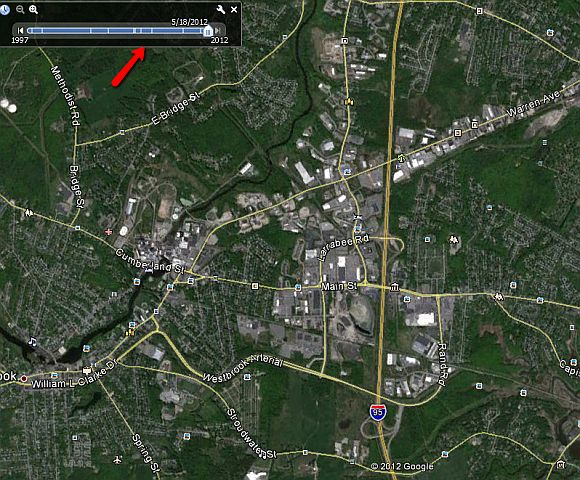 5/18/2012
1997
2012
Methodist Rd
E Bridge St
Warren Ave
Bridge St
Cumberland St
Larrabee Rd
Main St
Westbrook Arterial
Rand Rd
ook
William L Clarke Dr
Stroudwater St
Spring St
95
Capis
© 2012 Google